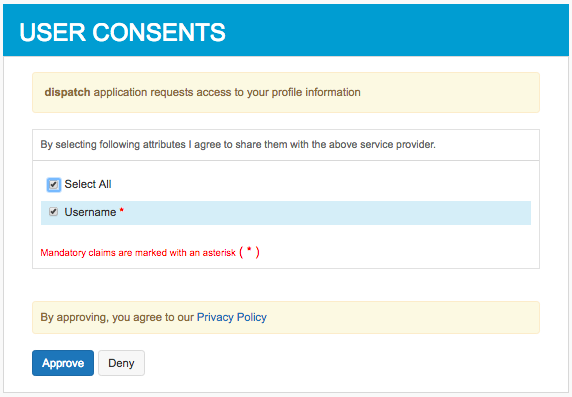 USER CONSENTS
dispatch application requests access to your profile information
By selecting following attributes I agree to share them with the above service provider.
Select All
Username *
Mandatory claims are marked with an asterisk ( * )
By approving, you agree to our Privacy Policy
Approve Deny